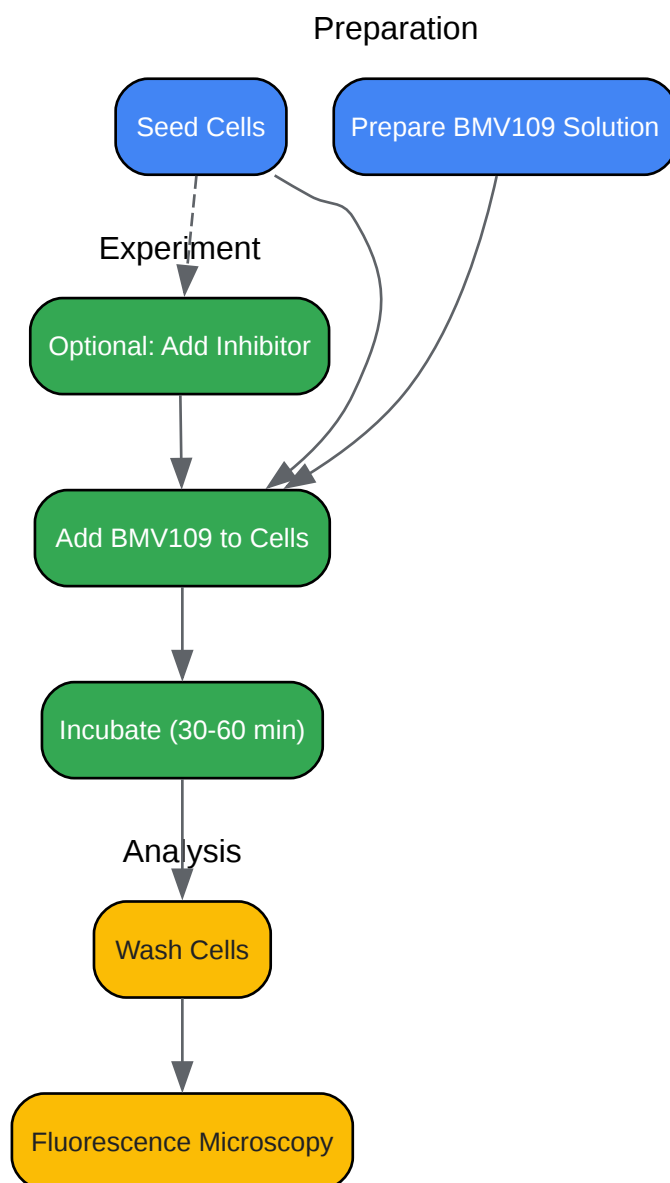 Preparation
Seed Cells
Prepare BMV109 Solution
Experiment
Optional: Add Inhibitor
Add BMV109 to Cells
Incubate (30-60 min)
Analysis
Wash Cells
Fluorescence Microscopy